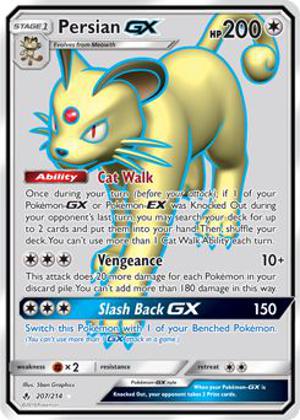 STAGE 1 Persian GX HP 200
Evolves from Meowth
Ability Cat Walk
Once during your turn (before your attack), if 1 of your
Pokémon-GX or Pokémon-EX was Knocked Out during
your opponent's last turn, you may search your deck for up
to 2 cards and put them into your hand. Then, shuffle your
deck. You can't use more than 1 Cat Walk Ability each turn.
Vengeance 10+
This attack does 20 more damage for each Pokémon in your
discard pile. You can't add more than 180 damage in this way.
Slash Back GX 150
Switch this Pokémon with 1 of your Benched Pokémon.
(You can't use more than 1 GX attack in a game.)
weakness ×2 resistance retreat
Illus. 5ban Graphics
207/214
Pokémon-GX rule
When your Pokémon-GX is
Knocked Out, your opponent takes 2 Prize cards.